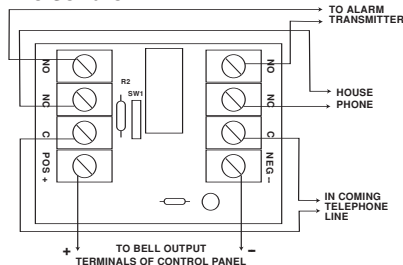 TO ALARM
TRANSMITTER
NO
NO
R2
SW1
HOUSE
PHONE
NC
NC
C
C
POS +
NEG –
IN COMING
TELEPHONE
LINE
+
–
TO BELL OUTPUT
TERMINALS OF CONTROL PANEL